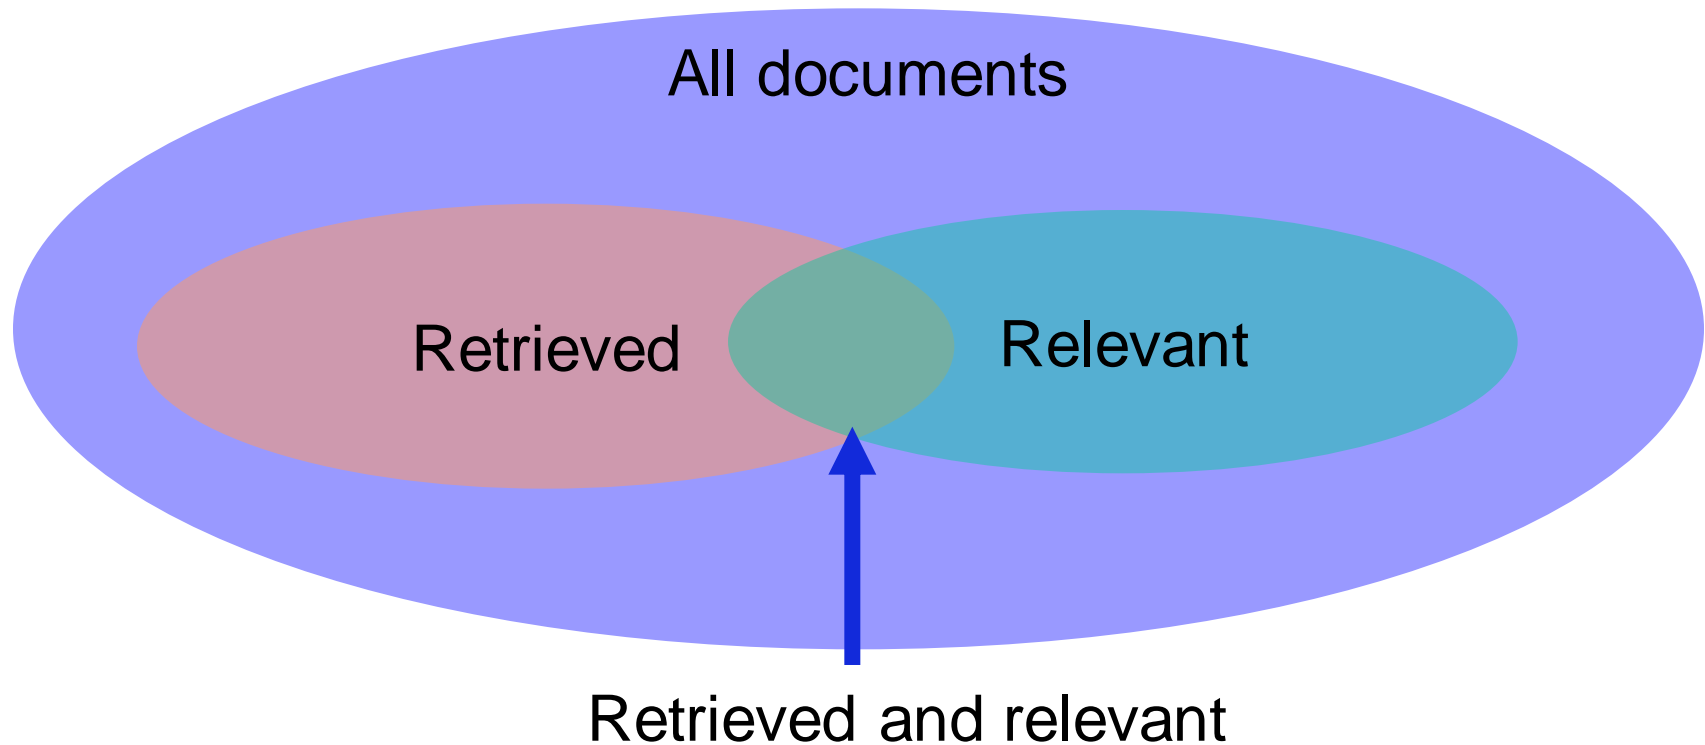 All documents
Retrieved
Relevant
Retrieved and relevant